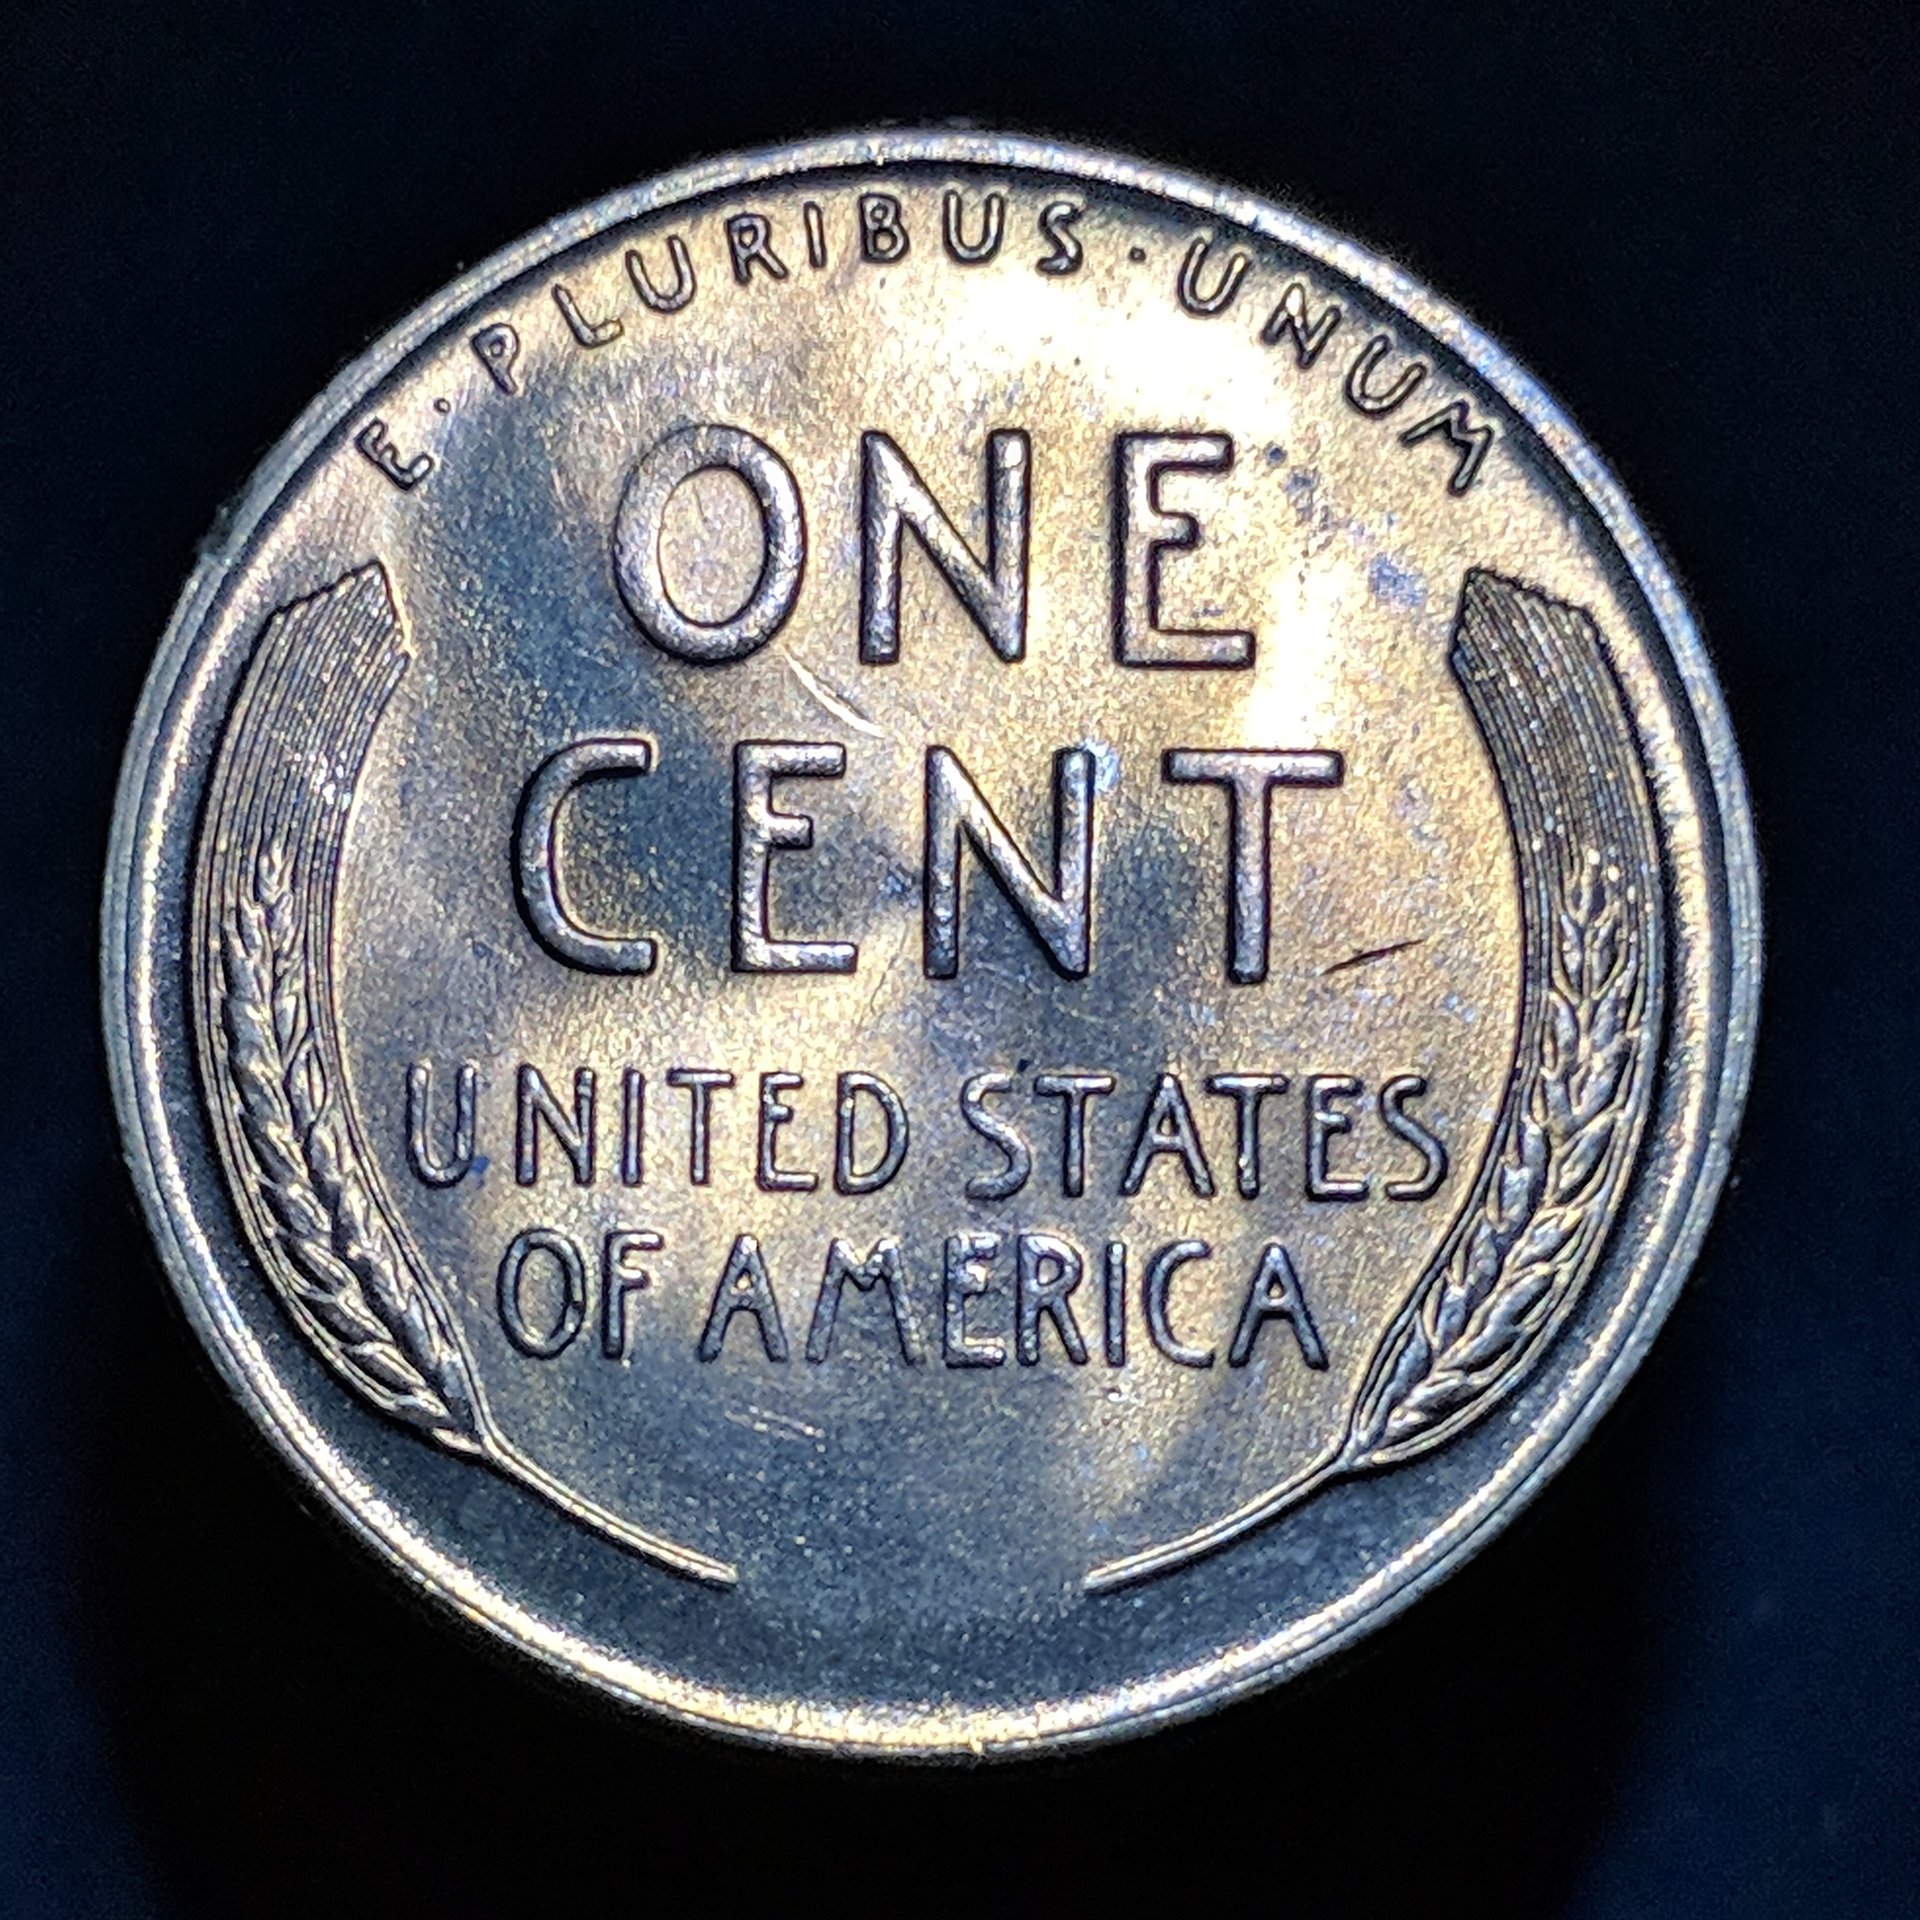 E · PLURIBUS · UNUM
ONE
CENT
UNITED STATES
OF AMERICA